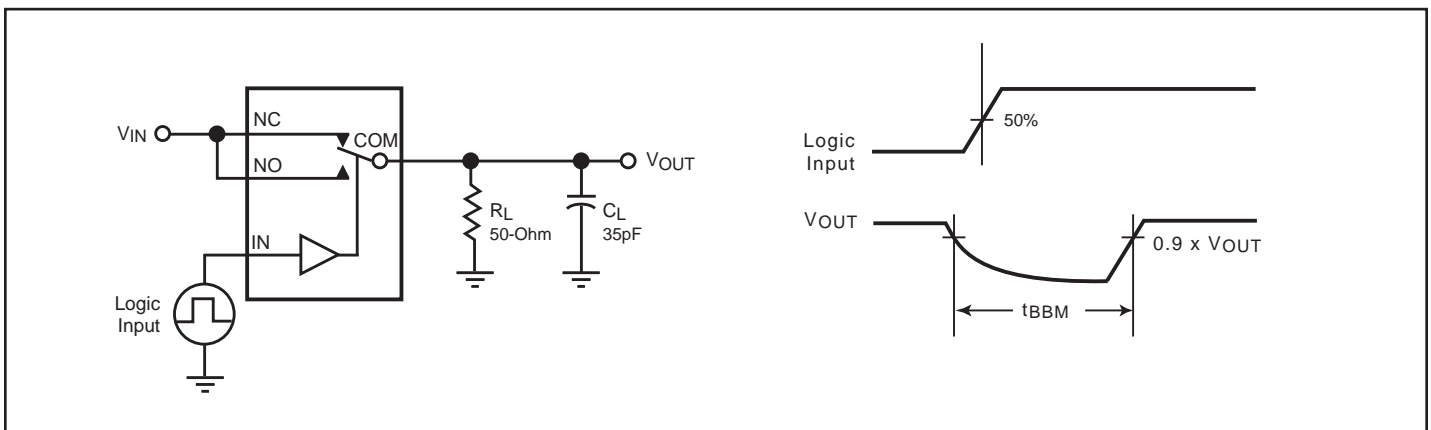 VIN
NC
COM
NO
VOUT
RL
50-Ohm
CL
35pF
IN
Logic
Input
50%
Logic
Input
VOUT
0.9 x VOUT
tBBM